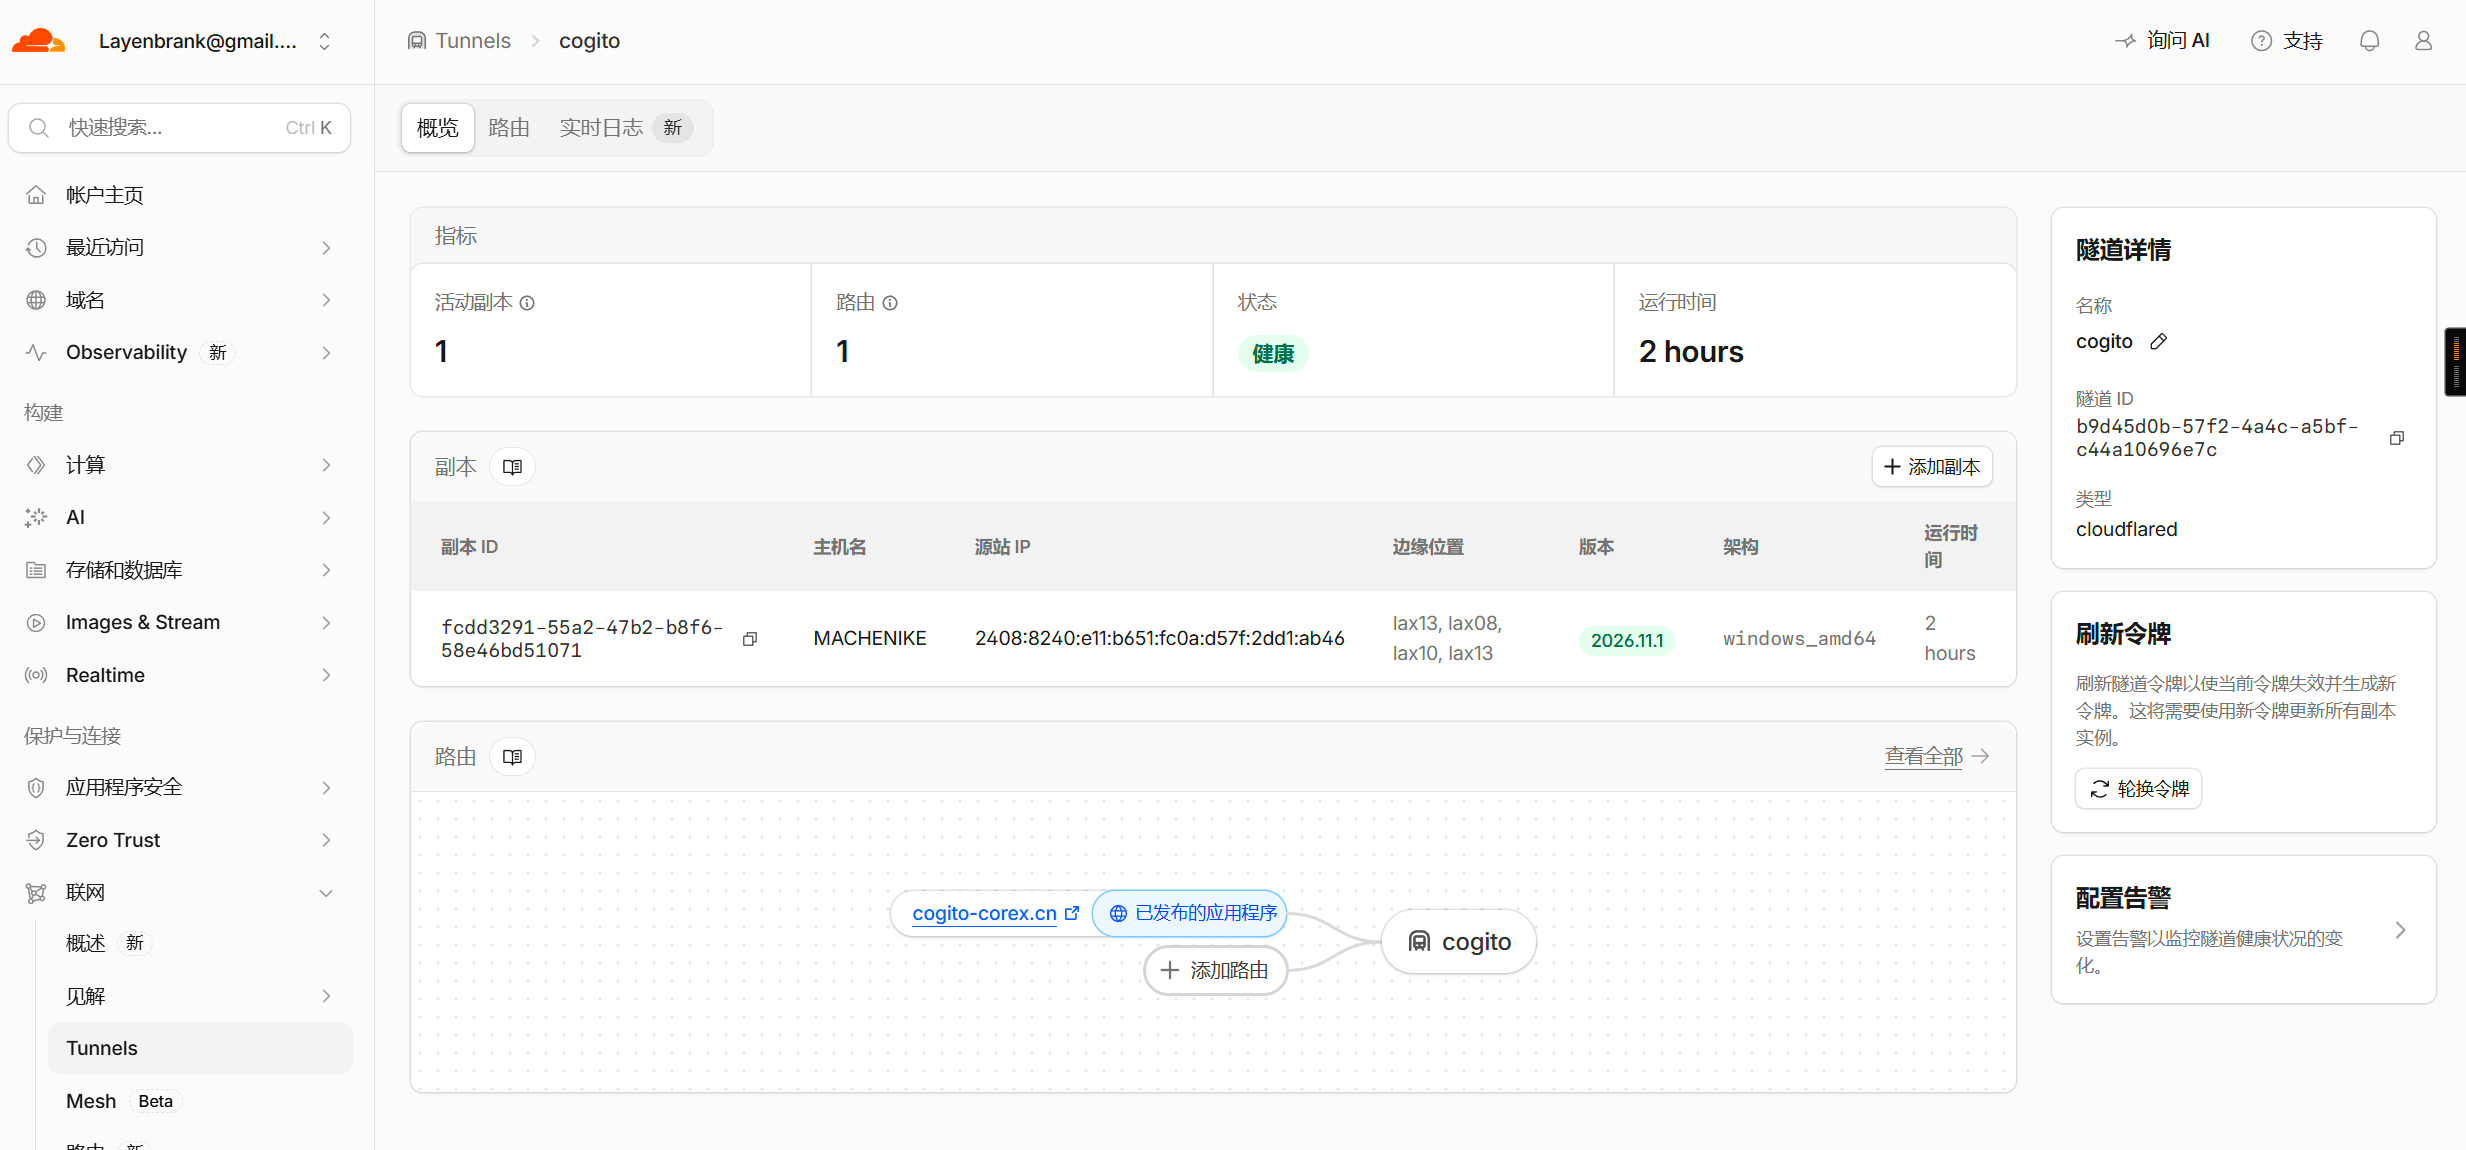 Layenbrank@gmail....
Tunnels
cogito
询问 AI
支持
快速搜索...
Ctrl K
帐户主页
最近访问
域名
Observability 新
构建
计算
AI
存储和数据库
Images & Stream
Realtime
保护与连接
应用程序安全
Zero Trust
联网
概述 新
见解
Tunnels
Mesh Beta
路由 新
概览
路由
实时日志 新
指标
活动副本
1
路由
1
状态
健康
运行时间
2 hours
副本
添加副本
副本 ID
主机名
源站 IP
边缘位置
版本
架构
运行时
间
fcdd3291-55a2-47b2-b8f6-
58e46bd51071
MACHENIKE
2408:8240:e11:b651:fc0a:d57f:2dd1:ab46
lax13, lax08,
lax10, lax13
2026.11.1
windows_amd64
2
hours
路由
查看全部
cogito-corex.cn
已发布的应用程序
添加路由
cogito
隧道详情
名称
cogito
隧道 ID
b9d45d0b-57f2-4a4c-a5bf-
c44a10696e7c
类型
cloudflared
刷新令牌
刷新隧道令牌以使当前令牌失效并生成新
令牌。这将需要使用新令牌更新所有副本
实例。
轮换令牌
配置告警
设置告警以监控隧道健康状况的变
化。